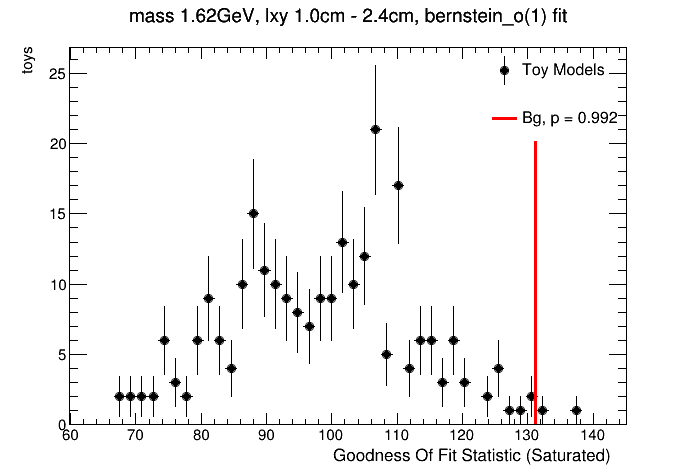 mass 1.62GeV, lxy 1.0cm - 2.4cm, bernstein_o(1) fit
toys
Toy Models
Bg, p = 0.992
25
20
15
10
5
0
60 70 80 90 100 110 120 130 140
Goodness Of Fit Statistic (Saturated)